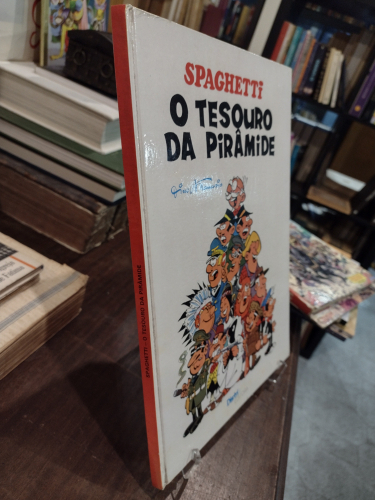 SPAGHETTi
O TESOURO
DA PiRÂMiDE
SPAGHETTI - O TESOURO DA PIRÂMIDE